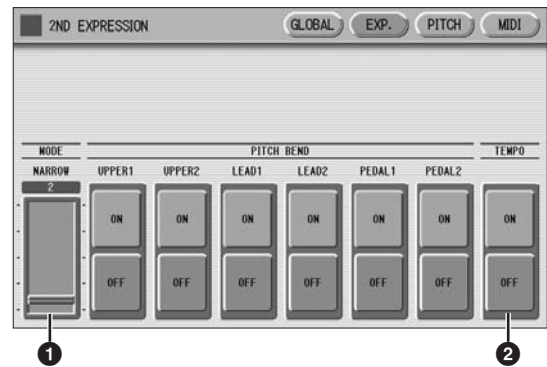 2ND EXPRESSION GLOBAL EXP. PITCH MIDI
MODE PITCH BEND TEMPO
NARROW UPPER1 UPPER2 LEAD1 LEAD2 PEDAL1 PEDAL2
2
ON ON ON ON ON ON ON
OFF OFF OFF OFF OFF OFF OFF
1 2